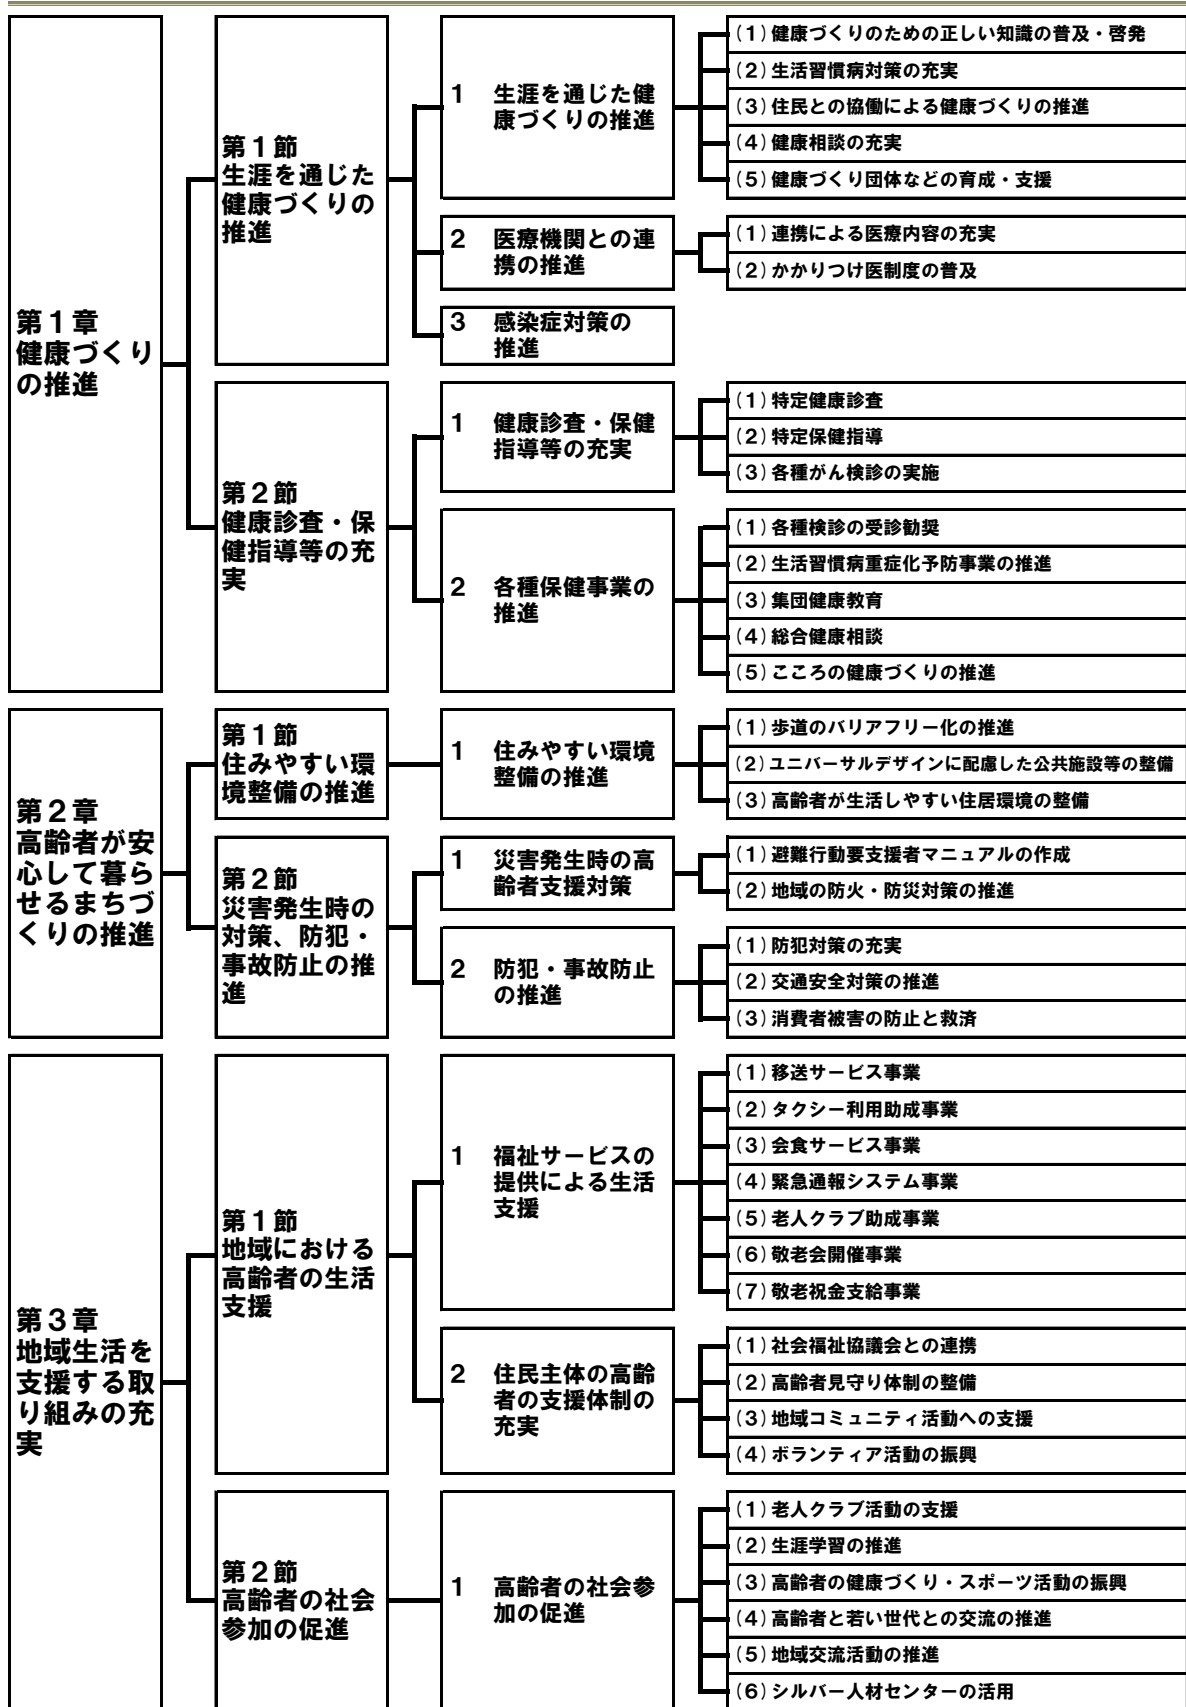 第１章
健康づくり
の推進
第１節
生涯を通じた
健康づくりの
推進
1 生涯を通じた健
康づくりの推進
(1)健康づくりのための正しい知識の普及・啓発
(2)生活習慣病対策の充実
(3)住民との協働による健康づくりの推進
(4)健康相談の充実
(5)健康づくり団体などの育成・支援
2 医療機関との連
携の推進
(1)連携による医療内容の充実
(2)かかりつけ医制度の普及
3 感染症対策の
推進
第２節
健康診査・保
健指導等の充
実
1 健康診査・保健
指導等の充実
(1)特定健康診査
(2)特定保健指導
(3)各種がん検診の実施
2 各種保健事業の
推進
(1)各種検診の受診勧奨
(2)生活習慣病重症化予防事業の推進
(3)集団健康教育
(4)総合健康相談
(5)こころの健康づくりの推進
第２章
高齢者が安
心して暮ら
せるまちづ
くりの推進
第１節
住みやすい環
境整備の推進
1 住みやすい環境
整備の推進
(1)歩道のバリアフリー化の推進
(2)ユニバーサルデザインに配慮した公共施設等の整備
(3)高齢者が生活しやすい住居環境の整備
第２節
災害発生時の
対策、防犯・
事故防止の推
進
1 災害発生時の高
齢者支援対策
(1)避難行動要支援者マニュアルの作成
(2)地域の防火・防災対策の推進
2 防犯・事故防止
の推進
(1)防犯対策の充実
(2)交通安全対策の推進
(3)消費者被害の防止と救済
第３章
地域生活を
支援する取
り組みの充
実
第１節
地域における
高齢者の生活
支援
1 福祉サービスの
提供による生活
支援
(1)移送サービス事業
(2)タクシー利用助成事業
(3)会食サービス事業
(4)緊急通報システム事業
(5)老人クラブ助成事業
(6)敬老会開催事業
(7)敬老祝金支給事業
2 住民主体の高齢
者の支援体制の
充実
(1)社会福祉協議会との連携
(2)高齢者見守り体制の整備
(3)地域コミュニティ活動への支援
(4)ボランティア活動の振興
第２節
高齢者の社会
参加の促進
1 高齢者の社会参
加の促進
(1)老人クラブ活動の支援
(2)生涯学習の推進
(3)高齢者の健康づくり・スポーツ活動の振興
(4)高齢者と若い世代との交流の推進
(5)地域交流活動の推進
(6)シルバー人材センターの活用